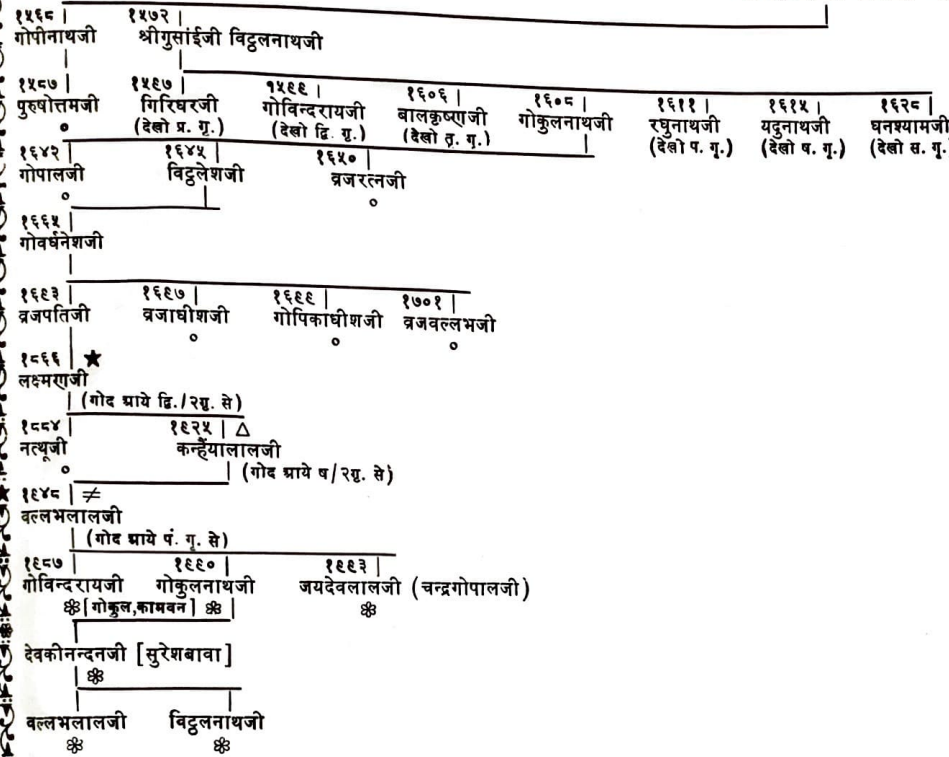 १५६८ १५७२
गोपीनाथजी श्रीगुसांईजी विट्ठलनाथजी
१५८७ १५९७ १५९९ १६०६ १६०८ १६११ १६१५ १६२८
पुरुषोत्तमजी गिरिधरजी गोविन्दरायजी बालकृष्णजी गोकुलनाथजी रघुनाथजी यदुनाथजी घनश्यामजी
(देखो प्र. गृ.) (देखो द्वि. गृ.) (देखो तृ. गृ.) (देखो प. गृ.) (देखो ष. गृ.) (देखो स. गृ.
१६४२ १६४५ १६५०
गोपालजी विट्ठलेशजी व्रजरत्नजी
१६६५
गोवर्धनेशजी
१६९३ १६९७ १६९९ १७०१
व्रजपतिजी व्रजाधीशजी गोपिकाधीशजी व्रजवल्लभजी
१८६६ ★
लक्ष्मणजी
(गोद आये द्वि./२गृ. से)
१८८४ १९२५ △
नत्थूजी कन्हैंयालालजी
(गोद आये ष/२गृ. से)
१९४८ ≠
वल्लभलालजी
(गोद आये पं. गृ. से)
१९८७ १९९० १९९३
गोविन्दरायजी गोकुलनाथजी जयदेवलालजी (चन्द्रगोपालजी)
[गोकुल,कामवन]
देवकीनन्दनजी [सुरेशबावा]
वल्लभलालजी विट्ठलनाथजी